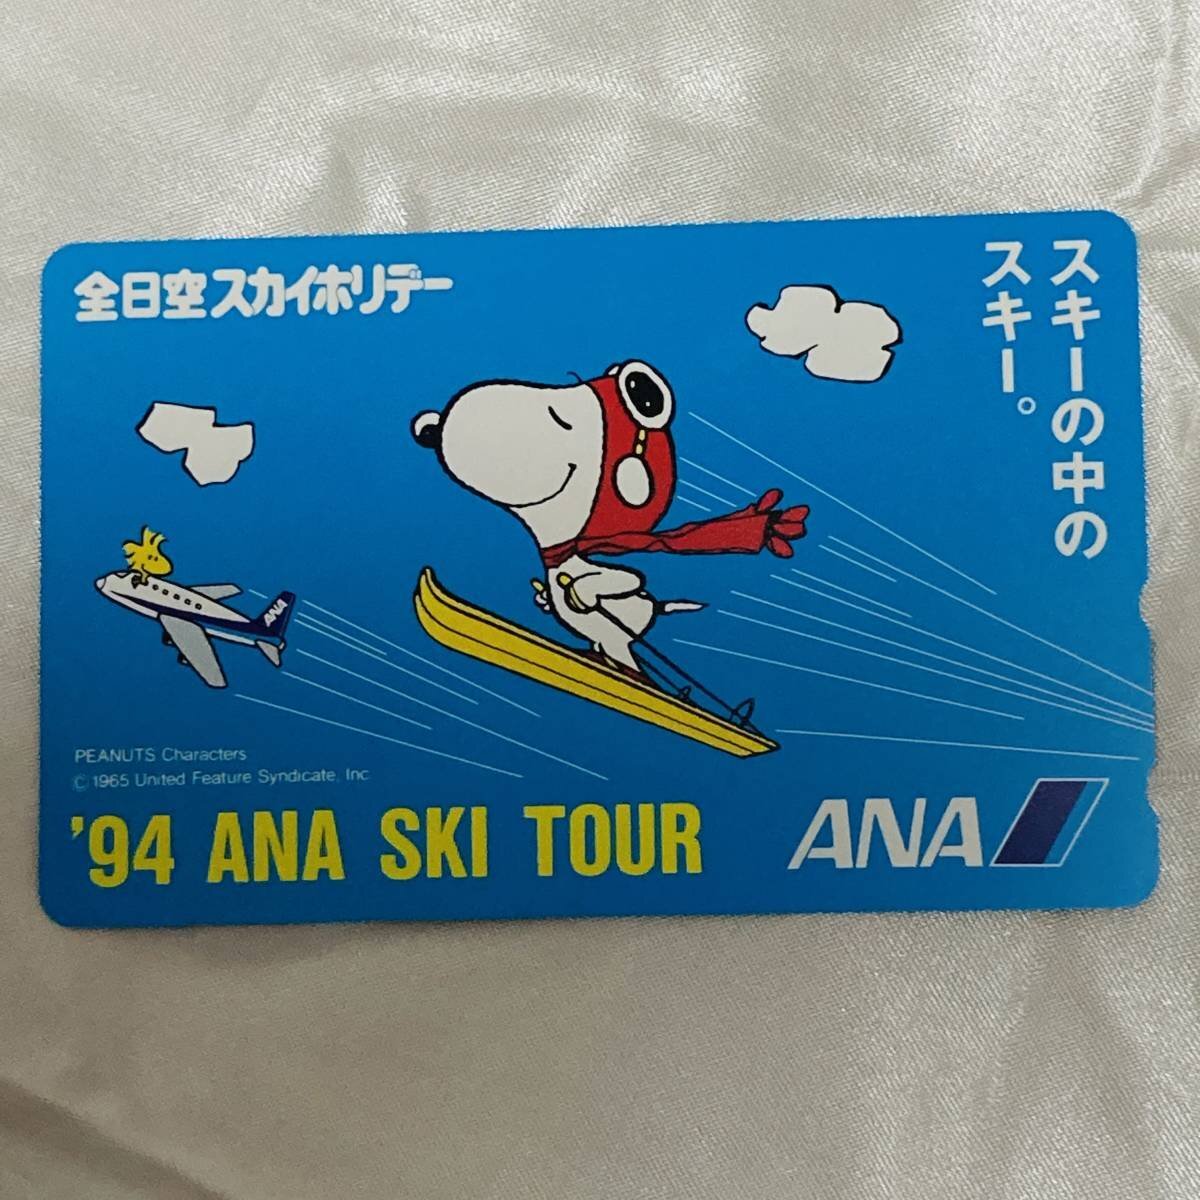 全日空スカイホリデー
スキーの中の
スキー。
ANA
PEANUTS Characters
© 1965 United Feature Syndicate, Inc
'94 ANA SKI TOUR
ANA